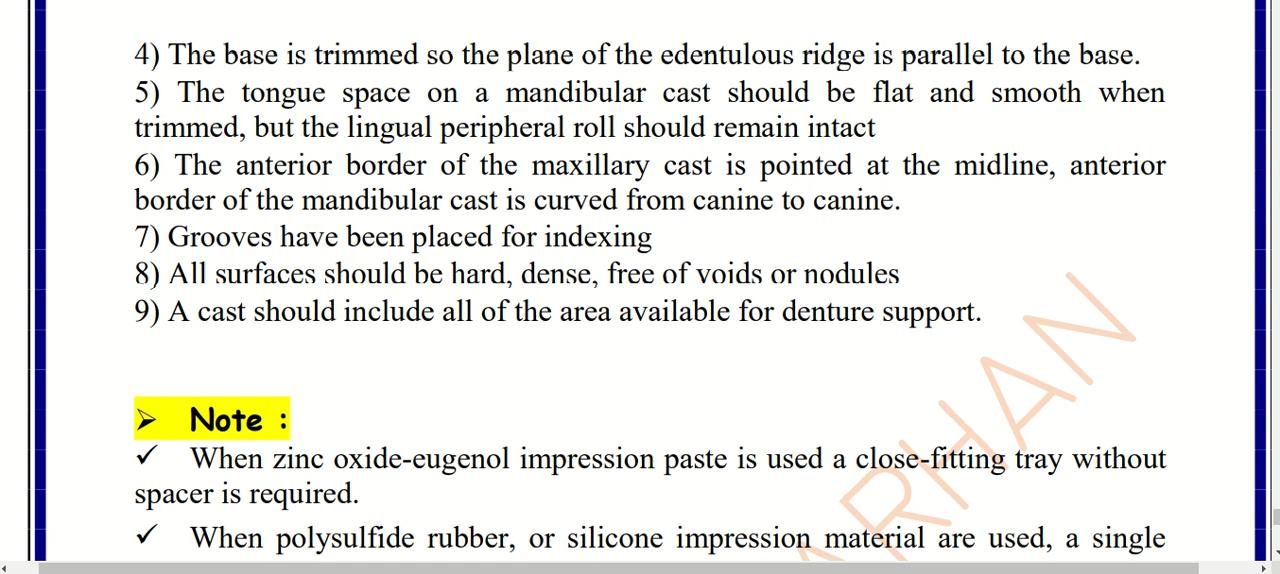 4) The base is trimmed so the plane of the edentulous ridge is parallel to the base.
5) The tongue space on a mandibular cast should be flat and smooth when
trimmed, but the lingual peripheral roll should remain intact
6) The anterior border of the maxillary cast is pointed at the midline, anterior
border of the mandibular cast is curved from canine to canine.
7) Grooves have been placed for indexing
8) All surfaces should be hard, dense, free of voids or nodules
9) A cast should include all of the area available for denture support.
➢ Note :
✓ When zinc oxide-eugenol impression paste is used a close-fitting tray without
spacer is required.
✓ When polysulfide rubber, or silicone impression material are used, a single
ARHAN